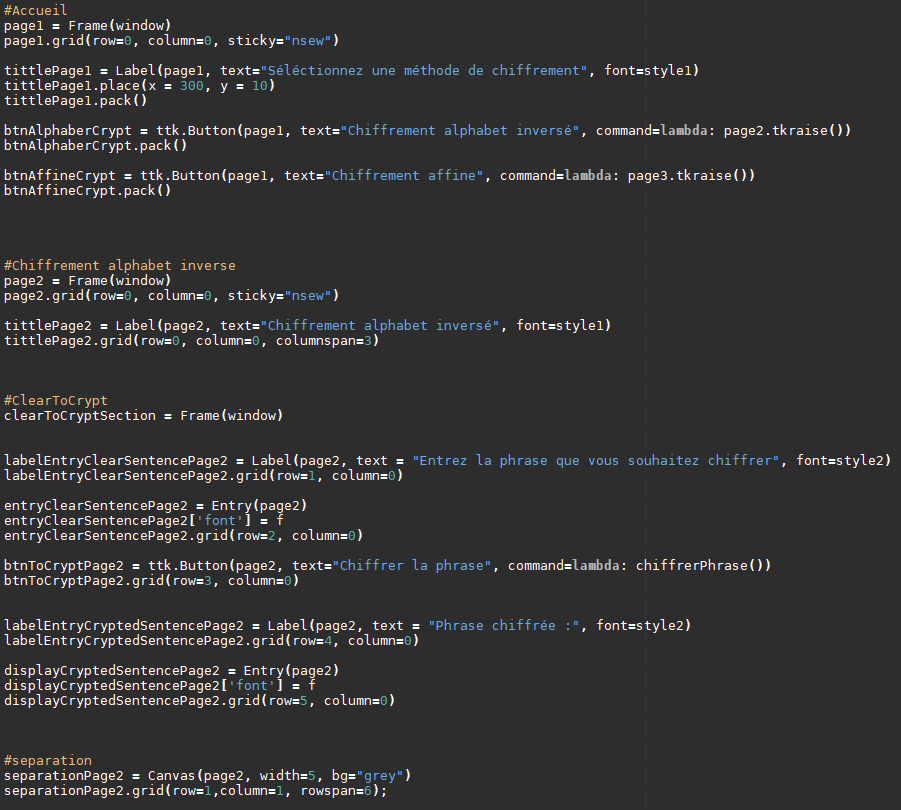 #Accueil
page1 = Frame(window)
page1.grid(row=0, column=0, sticky="nsew")
tittlePage1 = Label(page1, text="Séléctionnez une méthode de chiffrement", font=style1)
tittlePage1.place(x = 300, y = 10)
tittlePage1.pack()
btnAlphaberCrypt = ttk.Button(page1, text="Chiffrement alphabet inversé", command=lambda: page2.tkraise())
btnAlphaberCrypt.pack()
btnAffineCrypt = ttk.Button(page1, text="Chiffrement affine", command=lambda: page3.tkraise())
btnAffineCrypt.pack()
#Chiffrement alphabet inverse
page2 = Frame(window)
page2.grid(row=0, column=0, sticky="nsew")
tittlePage2 = Label(page2, text="Chiffrement alphabet inversé", font=style1)
tittlePage2.grid(row=0, column=0, columnspan=3)
#ClearToCrypt
clearToCryptSection = Frame(window)
labelEntryClearSentencePage2 = Label(page2, text = "Entrez la phrase que vous souhaitez chiffrer", font=style2)
labelEntryClearSentencePage2.grid(row=1, column=0)
entryClearSentencePage2 = Entry(page2)
entryClearSentencePage2['font'] = f
entryClearSentencePage2.grid(row=2, column=0)
btnToCryptPage2 = ttk.Button(page2, text="Chiffrer la phrase", command=lambda: chiffrerPhrase())
btnToCryptPage2.grid(row=3, column=0)
labelEntryCryptedSentencePage2 = Label(page2, text = "Phrase chiffrée :", font=style2)
labelEntryCryptedSentencePage2.grid(row=4, column=0)
displayCryptedSentencePage2 = Entry(page2)
displayCryptedSentencePage2['font'] = f
displayCryptedSentencePage2.grid(row=5, column=0)
#separation
separationPage2 = Canvas(page2, width=5, bg="grey")
separationPage2.grid(row=1,column=1, rowspan=6);